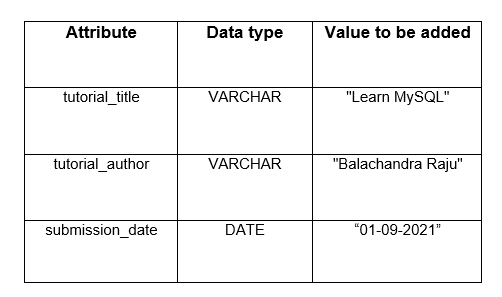 Attribute Data type Value to be added
tutorial_title VARCHAR "Learn MySQL"
tutorial_author VARCHAR "Balachandra Raju"
submission_date DATE “01-09-2021”